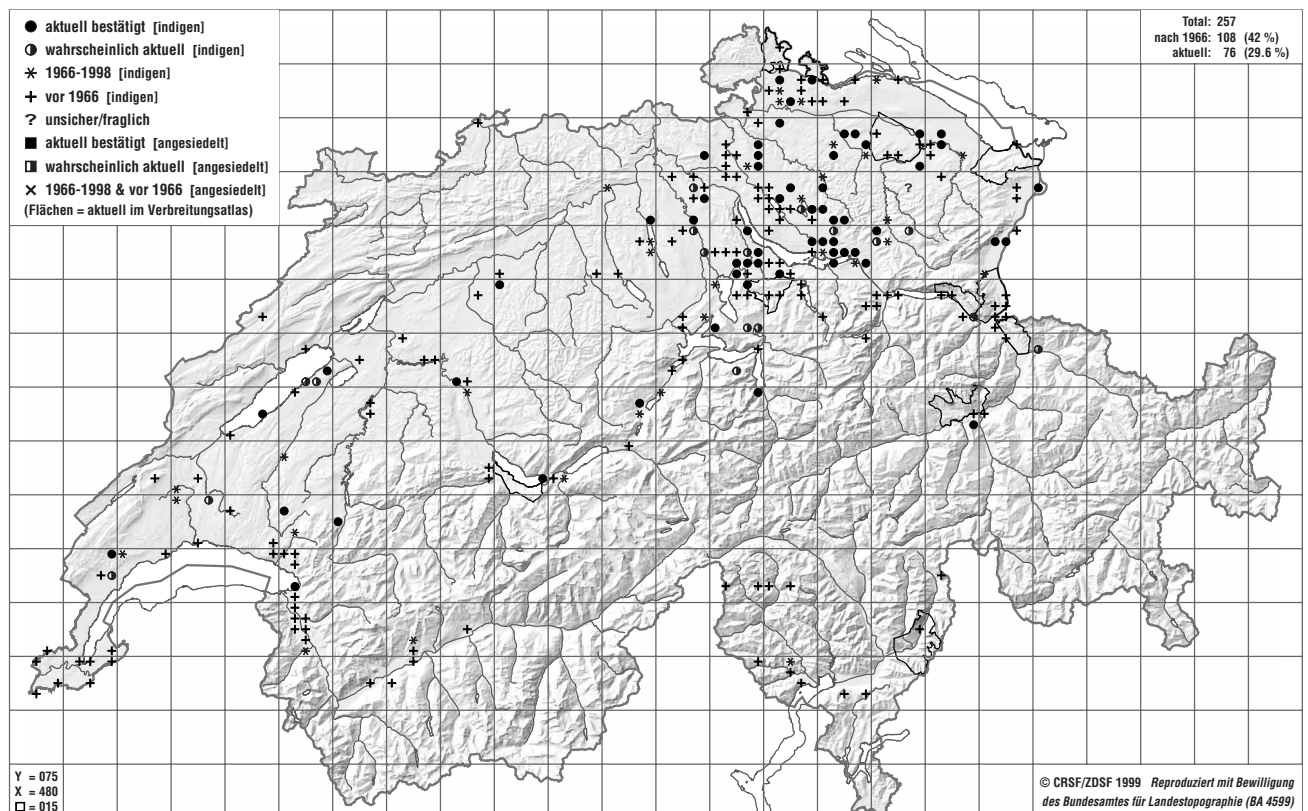 aktuell bestätigt [indigen]
wahrscheinlich aktuell [indigen]
1966-1998 [indigen]
vor 1966 [indigen]
? unsicher/fraglich
aktuell bestätigt [angesiedelt]
wahrscheinlich aktuell [angesiedelt]
1966-1998 & vor 1966 [angesiedelt]
(Flächen = aktuell im Verbreitungsatlas)
Total: 257
nach 1966: 108 (42 %)
aktuell: 76 (29.6 %)
?
Y = 075
X = 480
□ = 015
© CRSF/ZDSF 1999 Reproduziert mit Bewilligung
des Bundesamtes für Landestopographie (BA 4599)